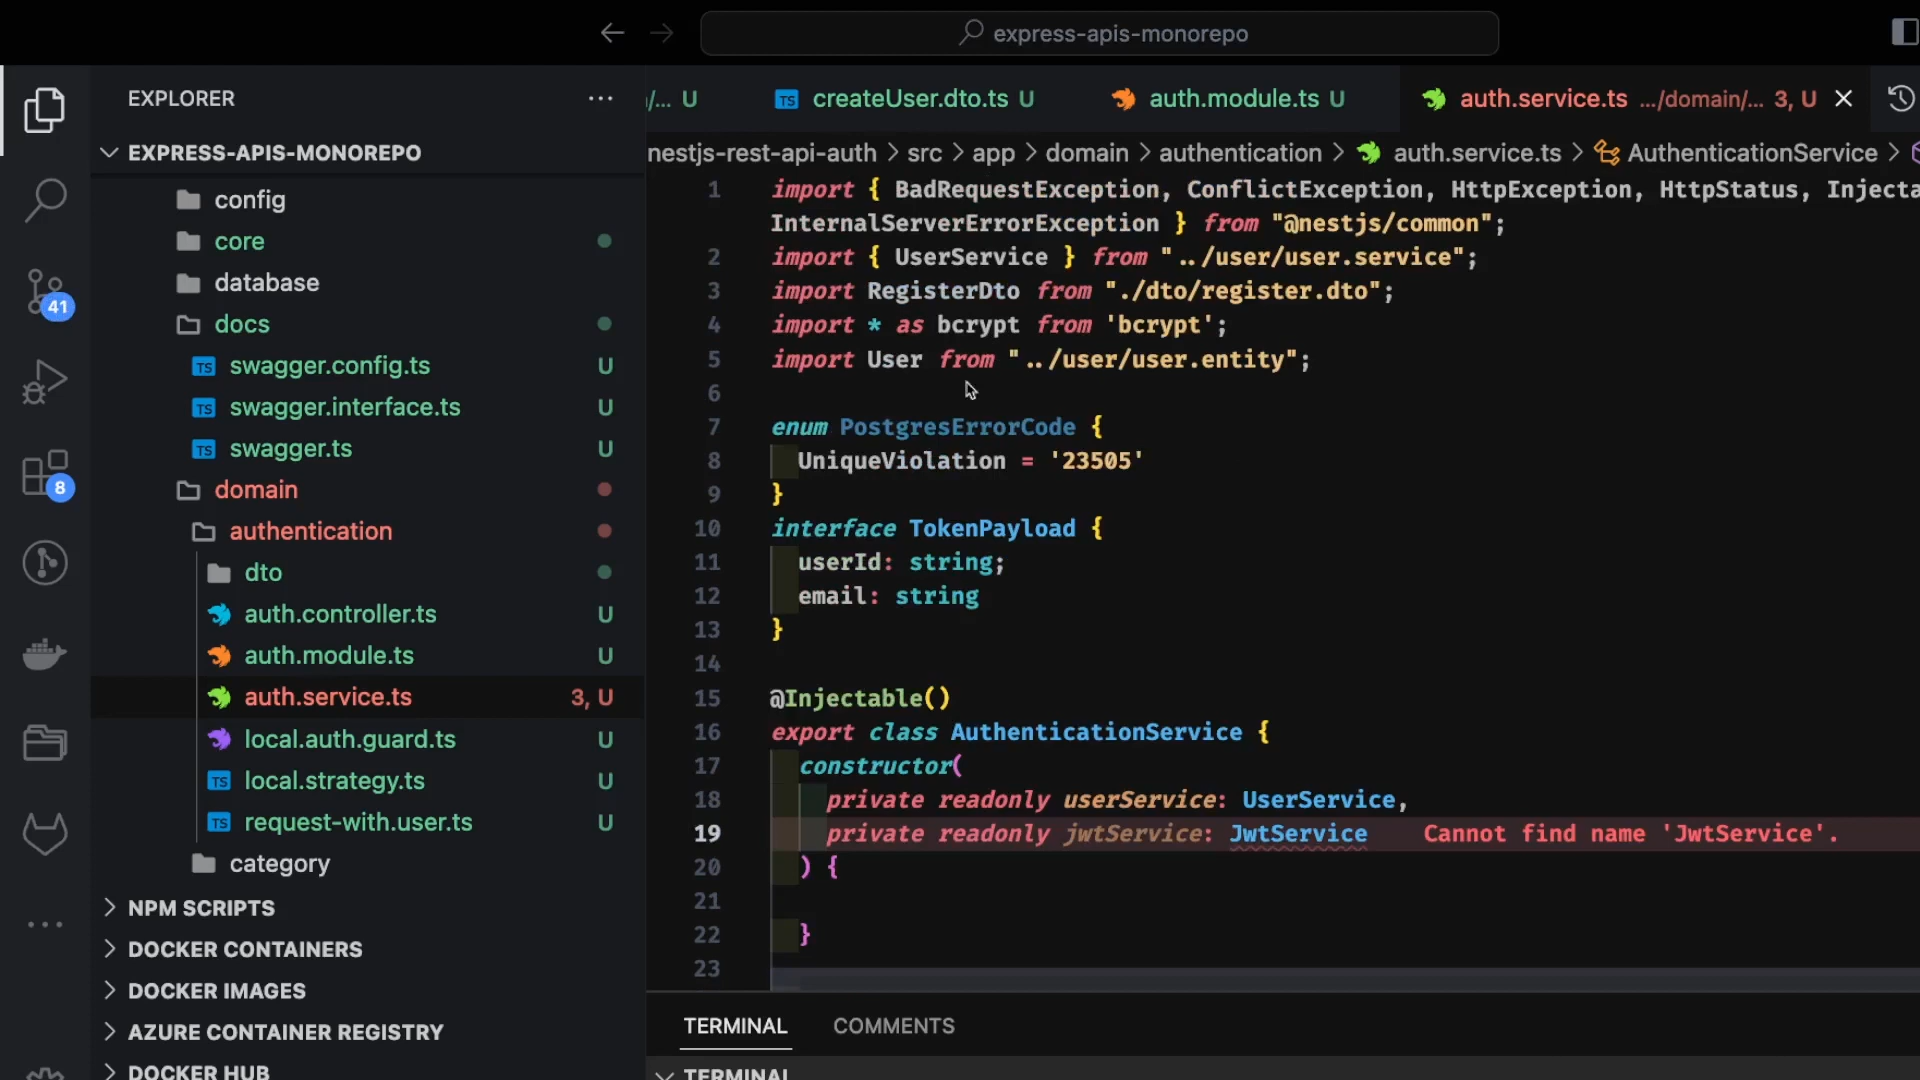 express-apis-monorepo
EXPLORER
EXPRESS-APIS-MONOREPO
config
core
database
docs
TS swagger.config.ts U
TS swagger.interface.ts U
TS swagger.ts U
domain
authentication
dto
auth.controller.ts U
auth.module.ts U
auth.service.ts 3, U
local.auth.guard.ts U
TS local.strategy.ts U
TS request-with.user.ts U
category
NPM SCRIPTS
DOCKER CONTAINERS
DOCKER IMAGES
AZURE CONTAINER REGISTRY
DOCKER HUB
41
8
/... U TS createUser.dto.ts U auth.module.ts U auth.service.ts .../domain/... 3, U
nestjs-rest-api-auth > src > app > domain > authentication > auth.service.ts > AuthenticationService >
1 import { BadRequestException, ConflictException, HttpException, HttpStatus, Injecta
InternalServerErrorException } from "@nestjs/common";
2 import { UserService } from "../user/user.service";
3 import RegisterDto from "./dto/register.dto";
4 import * as bcrypt from 'bcrypt';
5 import User from "../user/user.entity";
6
7 enum PostgresErrorCode {
8 UniqueViolation = '23505'
9 }
10 interface TokenPayload {
11 userId: string;
12 email: string
13 }
14
15 @Injectable()
16 export class AuthenticationService {
17 constructor(
18 private readonly userService: UserService,
19 private readonly jwtService: JwtService Cannot find name 'JwtService'.
20 ) {
21
22 }
23
TERMINAL COMMENTS
TERMINAL